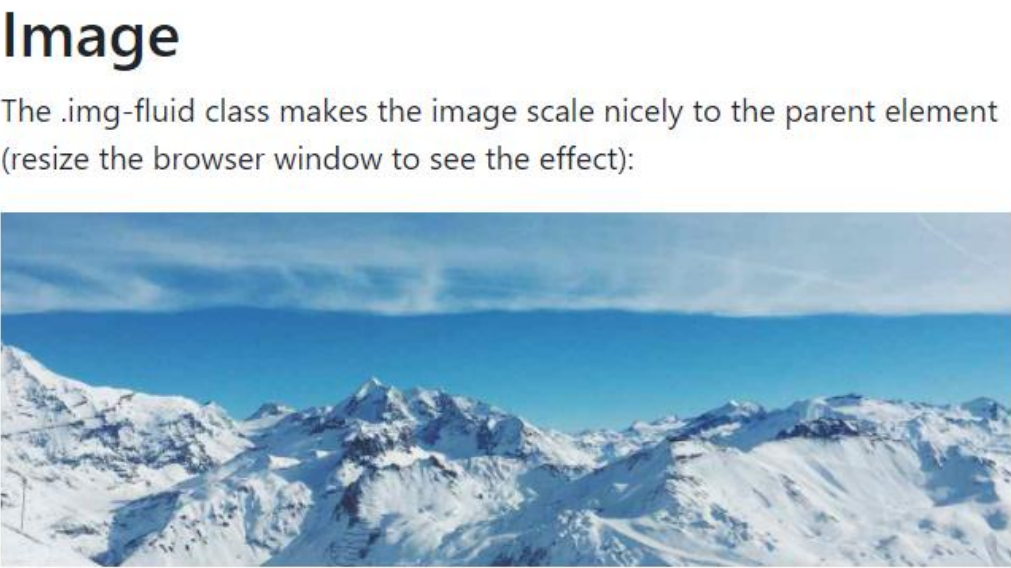 Image
The .img-fluid class makes the image scale nicely to the parent element
(resize the browser window to see the effect):